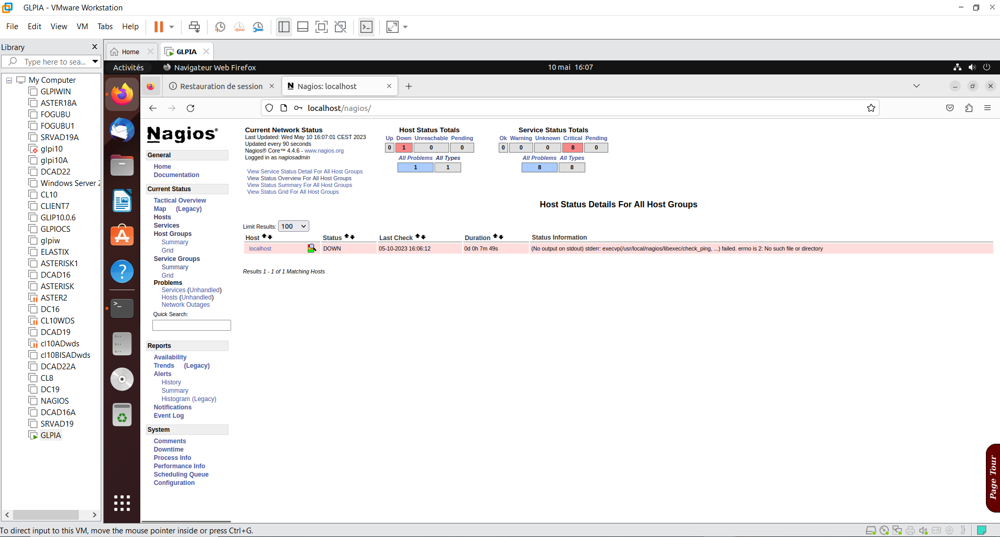 GLPIA - VMware Workstation
File Edit View VM Tabs Help
Library
Type here to sea...
My Computer
GLPIWIN
ASTER18A
FOGUBU
FOGUBU1
SRVAD19A
glpi10
glpi10A
DCAD22
Windows Server 2
CL10
CLIENT7
GLIP10.0.6
GLPIOCS
glpiw
ELASTIX
ASTERISK1
DCAD16
ASTERISK
ASTER2
DC16
CL10WDS
DCAD19
cl10ADwds
cl10BISADwds
DCAD22A
CL8
DC19
NAGIOS
DCAD16A
SRVAD19
GLPIA
Home GLPIA
Activités Navigateur Web Firefox 10 mai 16:07
Restauration de session Nagios: localhost
localhost/nagios/
Nagios®
General
Home
Documentation
Current Status
Tactical Overview
Map (Legacy)
Hosts
Services
Host Groups
Summary
Grid
Service Groups
Summary
Grid
Problems
Services (Unhandled)
Hosts (Unhandled)
Network Outages
Quick Search:
Reports
Availability
Trends (Legacy)
Alerts
History
Summary
Histogram (Legacy)
Notifications
Event Log
System
Comments
Downtime
Process Info
Performance Info
Scheduling Queue
Configuration
Current Network Status
Last Updated: Wed May 10 16:07:01 CEST 2023
Updated every 90 seconds
Nagios® Core™ 4.4.6 - www.nagios.org
Logged in as nagiosadmin
View Service Status Detail For All Host Groups
View Status Overview For All Host Groups
View Status Summary For All Host Groups
View Status Grid For All Host Groups
Host Status Totals
Up Down Unreachable Pending
0 1 0 0
All Problems All Types
1 1
Service Status Totals
Ok Warning Unknown Critical Pending
0 0 0 8 0
All Problems All Types
8 8
Host Status Details For All Host Groups
Limit Results: 100
Host Status Last Check Duration Status Information
localhost DOWN 05-10-2023 16:06:12 0d 0h 7m 49s (No output on stdout) stderr: execvp(/usr/local/nagios/libexec/check_ping, ...) failed. errno is 2: No such file or directory
Results 1 - 1 of 1 Matching Hosts
Page Tour
To direct input to this VM, move the mouse pointer inside or press Ctrl+G.